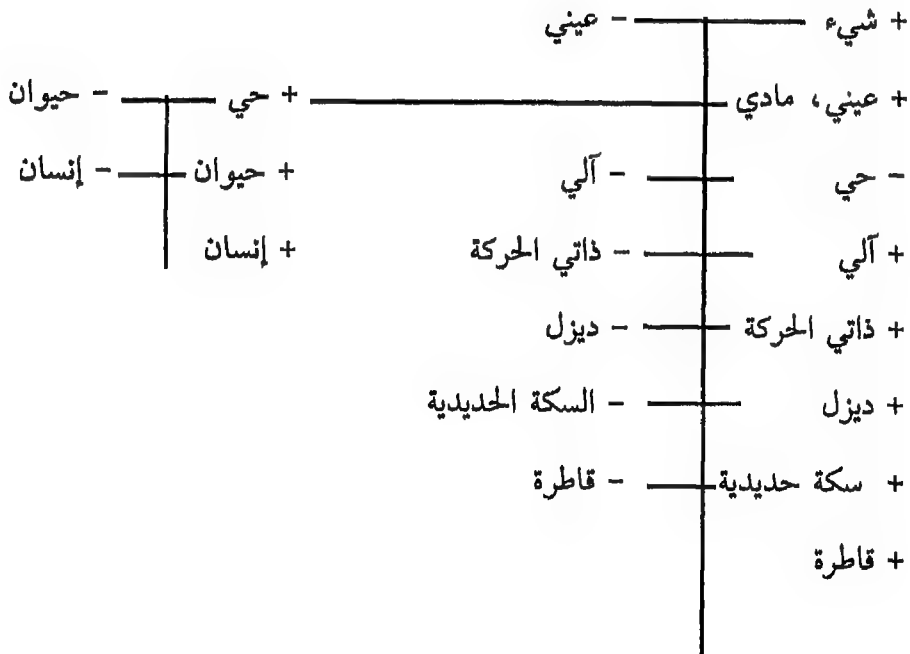 + شيء - عيني
+ عيني، مادي + حي - حيوان
- حي - آلي + حيوان - إنسان
+ آلي - ذاتي الحركة + إنسان
+ ذاتي الحركة - ديزل
+ ديزل - السكة الحديدية
+ سكة حديدية - قاطرة
+ قاطرة